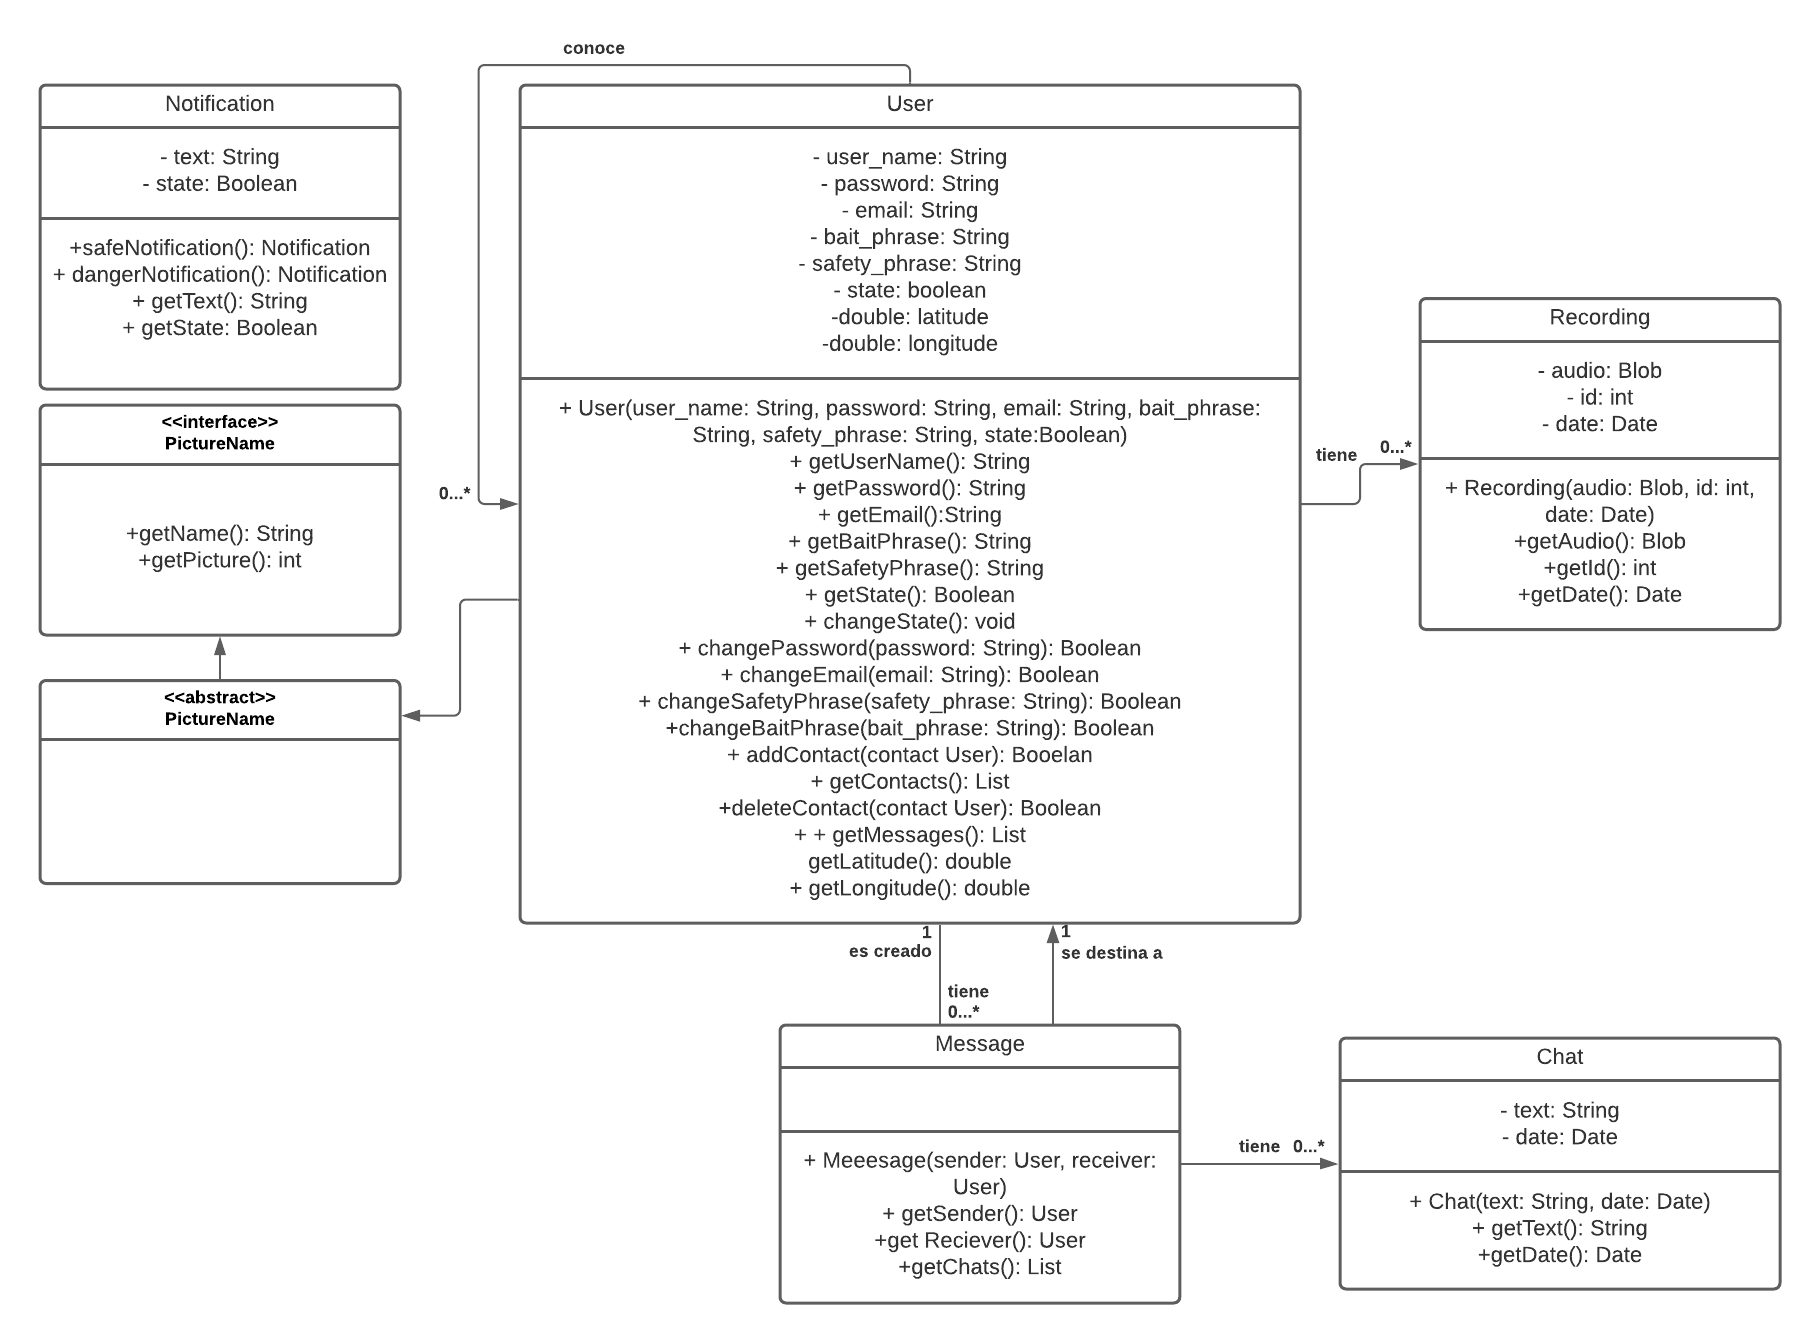 conoce
Notification
- text: String
- state: Boolean
+safeNotification(): Notification
+ dangerNotification(): Notification
+ getText(): String
+ getState: Boolean
<<interface>>
PictureName
+getName(): String
+getPicture(): int
<<abstract>>
PictureName
0...*
User
- user_name: String
- password: String
- email: String
- bait_phrase: String
- safety_phrase: String
- state: boolean
-double: latitude
-double: longitude
+ User(user_name: String, password: String, email: String, bait_phrase:
String, safety_phrase: String, state:Boolean)
+ getUserName(): String
+ getPassword(): String
+ getEmail():String
+ getBaitPhrase(): String
+ getSafetyPhrase(): String
+ getState(): Boolean
+ changeState(): void
+ changePassword(password: String): Boolean
+ changeEmail(email: String): Boolean
+ changeSafetyPhrase(safety_phrase: String): Boolean
+changeBaitPhrase(bait_phrase: String): Boolean
+ addContact(contact User): Booelan
+ getContacts(): List
+deleteContact(contact User): Boolean
+ + getMessages(): List
getLatitude(): double
+ getLongitude(): double
tiene
0...*
Recording
- audio: Blob
- id: int
- date: Date
+ Recording(audio: Blob, id: int,
date: Date)
+getAudio(): Blob
+getId(): int
+getDate(): Date
1
es creado
1
se destina a
tiene
0...*
Message
+ Meeesage(sender: User, receiver:
User)
+ getSender(): User
+get Reciever(): User
+getChats(): List
tiene 0...*
Chat
- text: String
- date: Date
+ Chat(text: String, date: Date)
+ getText(): String
+getDate(): Date